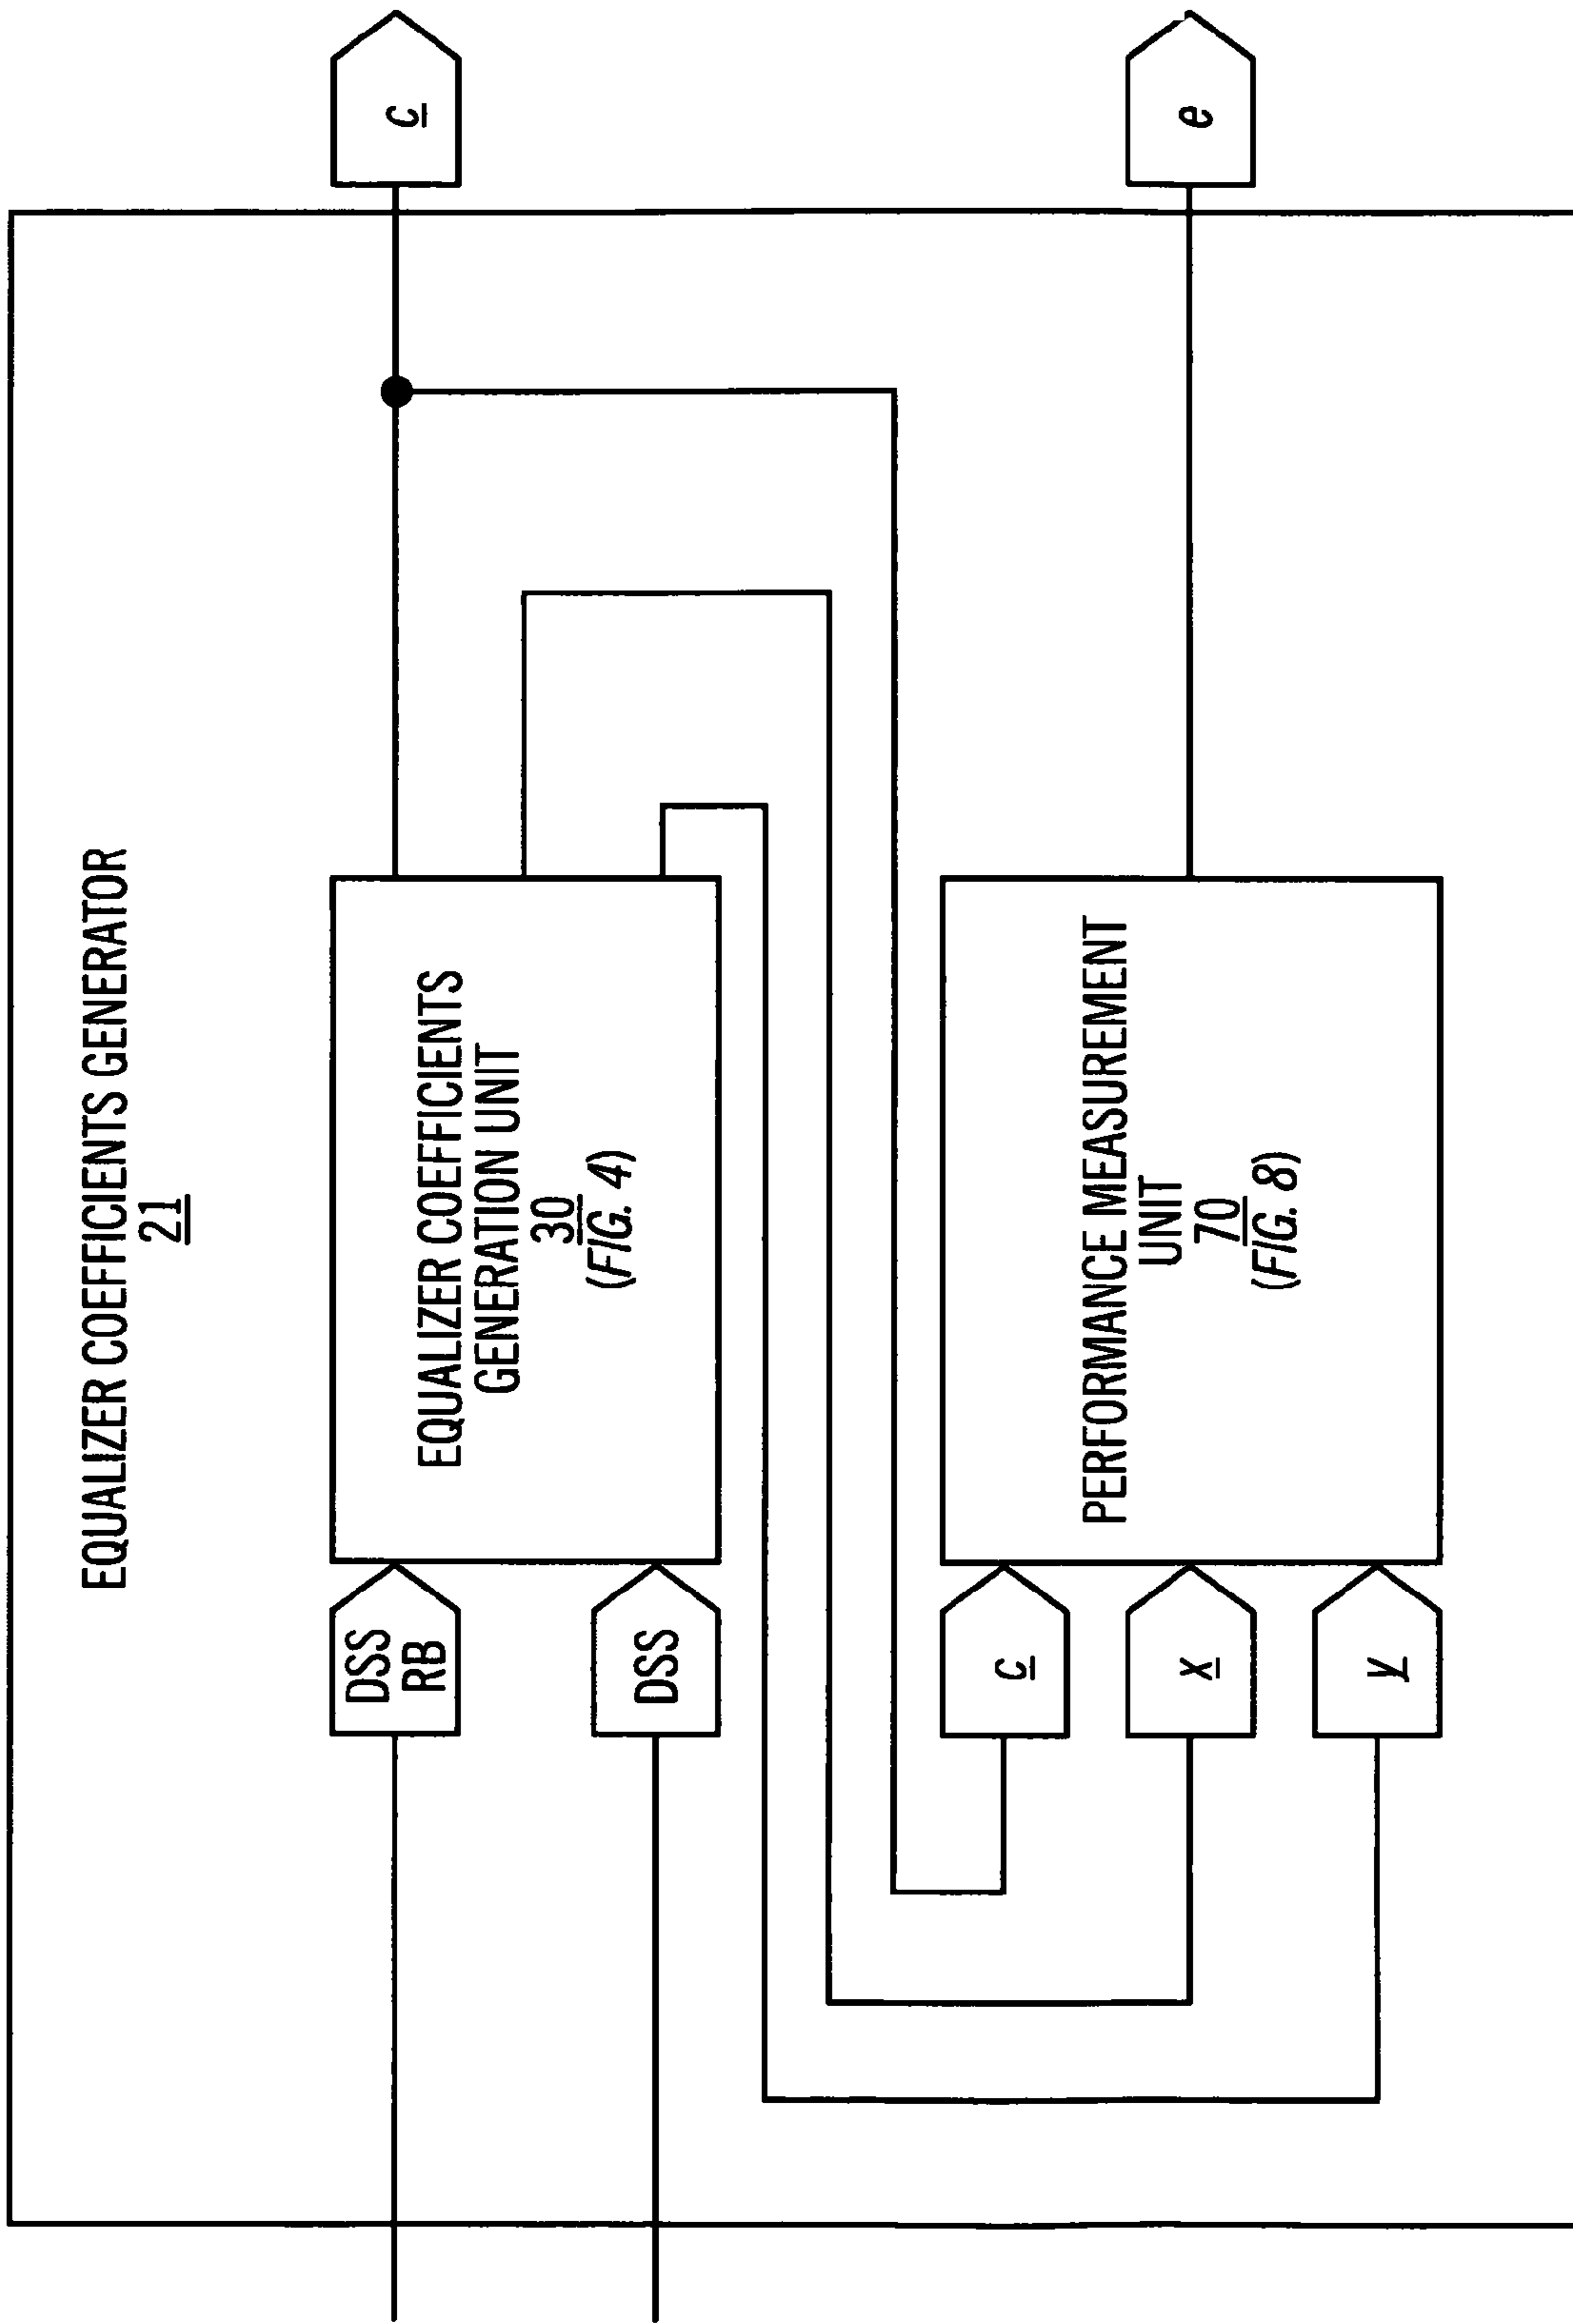 EQUALIZER COEFFICIENTS GENERATOR
21
DSS
RB
DSS
EQUALIZER COEFFICIENTS
GENERATION UNIT
30
(FIG. 4)
c
c
x
y
PERFORMANCE MEASUREMENT
UNIT
70
(FIG. 8)
e